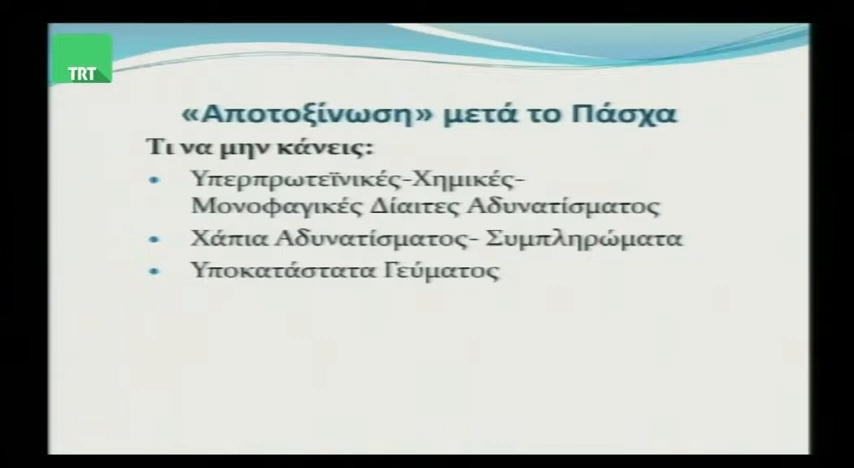 TRT
«Αποτοξίνωση» μετά το Πάσχα
Τι να μην κάνεις:
• Υπερπρωτεϊνικές-Χημικές-
Μονοφαγικές Δίαιτες Αδυνατίσματος
• Χάπια Αδυνατίσματος- Συμπληρώματα
• Υποκατάστατα Γεύματος